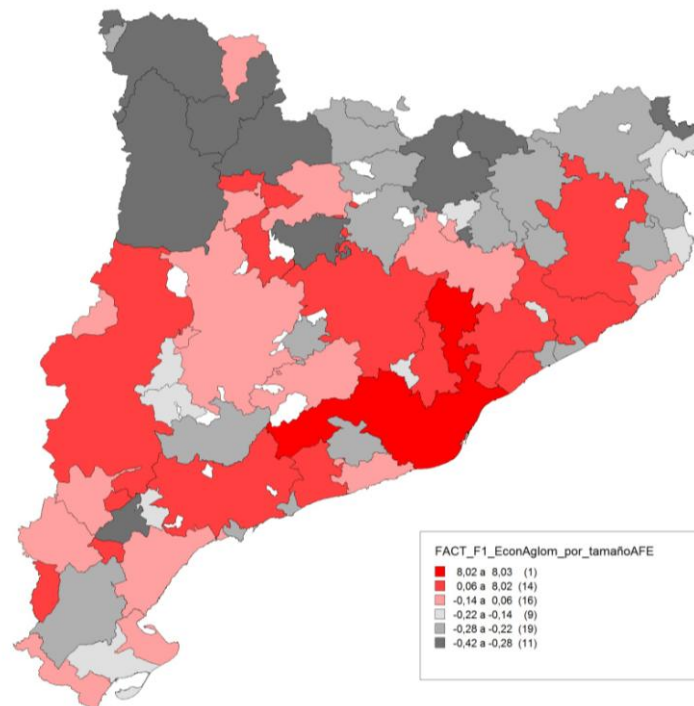 FACT_F1_EconAglom_por_tamañoAFE
8,02 a 8,03 (1)
0,06 a 8,02 (14)
-0,14 a 0,06 (16)
-0,22 a -0,14 (9)
-0,28 a -0,22 (19)
-0,42 a -0,28 (11)